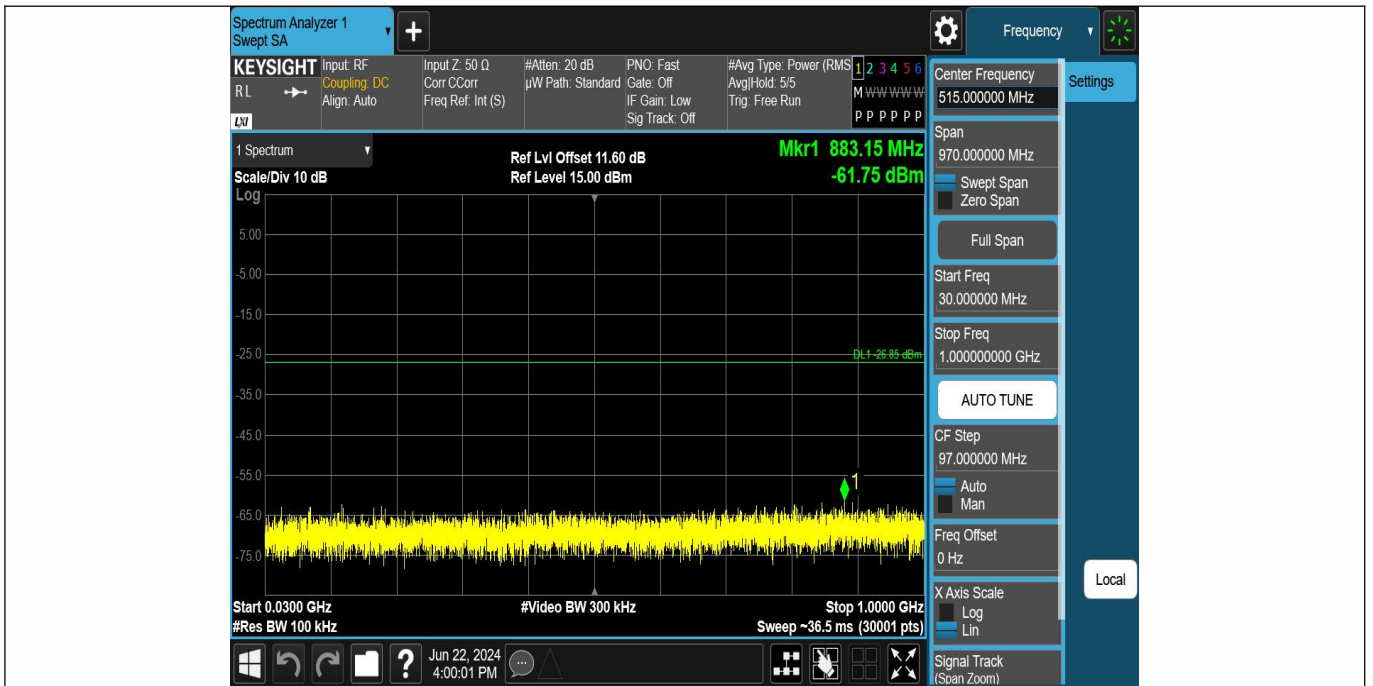 Spectrum Analyzer 1
Swept SA
Frequency
KEYSIGHT
RL
LXI
Input: RF
Coupling: DC
Align: Auto
Input Z: 50 Ω
Corr CCorr
Freq Ref: Int (S)
#Atten: 20 dB
µW Path: Standard
PNO: Fast
Gate: Off
IF Gain: Low
Sig Track: Off
#Avg Type: Power (RMS
Avg|Hold: 5/5
Trig: Free Run
1 2 3 4 5 6
M W W W W W
P P P P P P
1 Spectrum
Scale/Div 10 dB
Log
Ref Lvl Offset 11.60 dB
Ref Level 15.00 dBm
Mkr1 883.15 MHz
-61.75 dBm
5.00
-5.00
-15.0
-25.0
DL1 -26.85 dBm
-35.0
-45.0
-55.0
1
-65.0
-75.0
Start 0.0300 GHz
#Res BW 100 kHz
#Video BW 300 kHz
Stop 1.0000 GHz
Sweep ~36.5 ms (30001 pts)
Jun 22, 2024
4:00:01 PM
Center Frequency
515.000000 MHz
Span
970.000000 MHz
Swept Span
Zero Span
Full Span
Start Freq
30.000000 MHz
Stop Freq
1.000000000 GHz
AUTO TUNE
CF Step
97.000000 MHz
Auto
Man
Freq Offset
0 Hz
X Axis Scale
Log
Lin
Signal Track
(Span Zoom)
Settings
Local